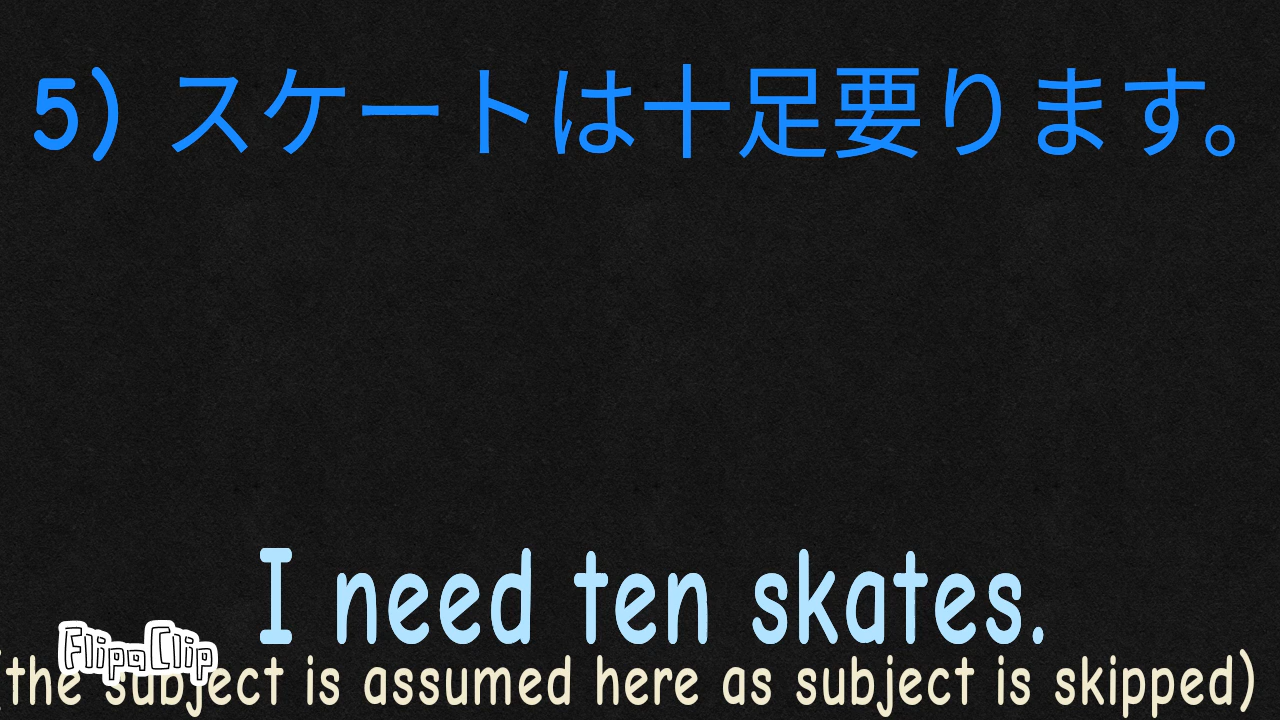 5) スケートは十足要ります。
I need ten skates.
FlipaClip
(the subject is assumed here as subject is skipped)